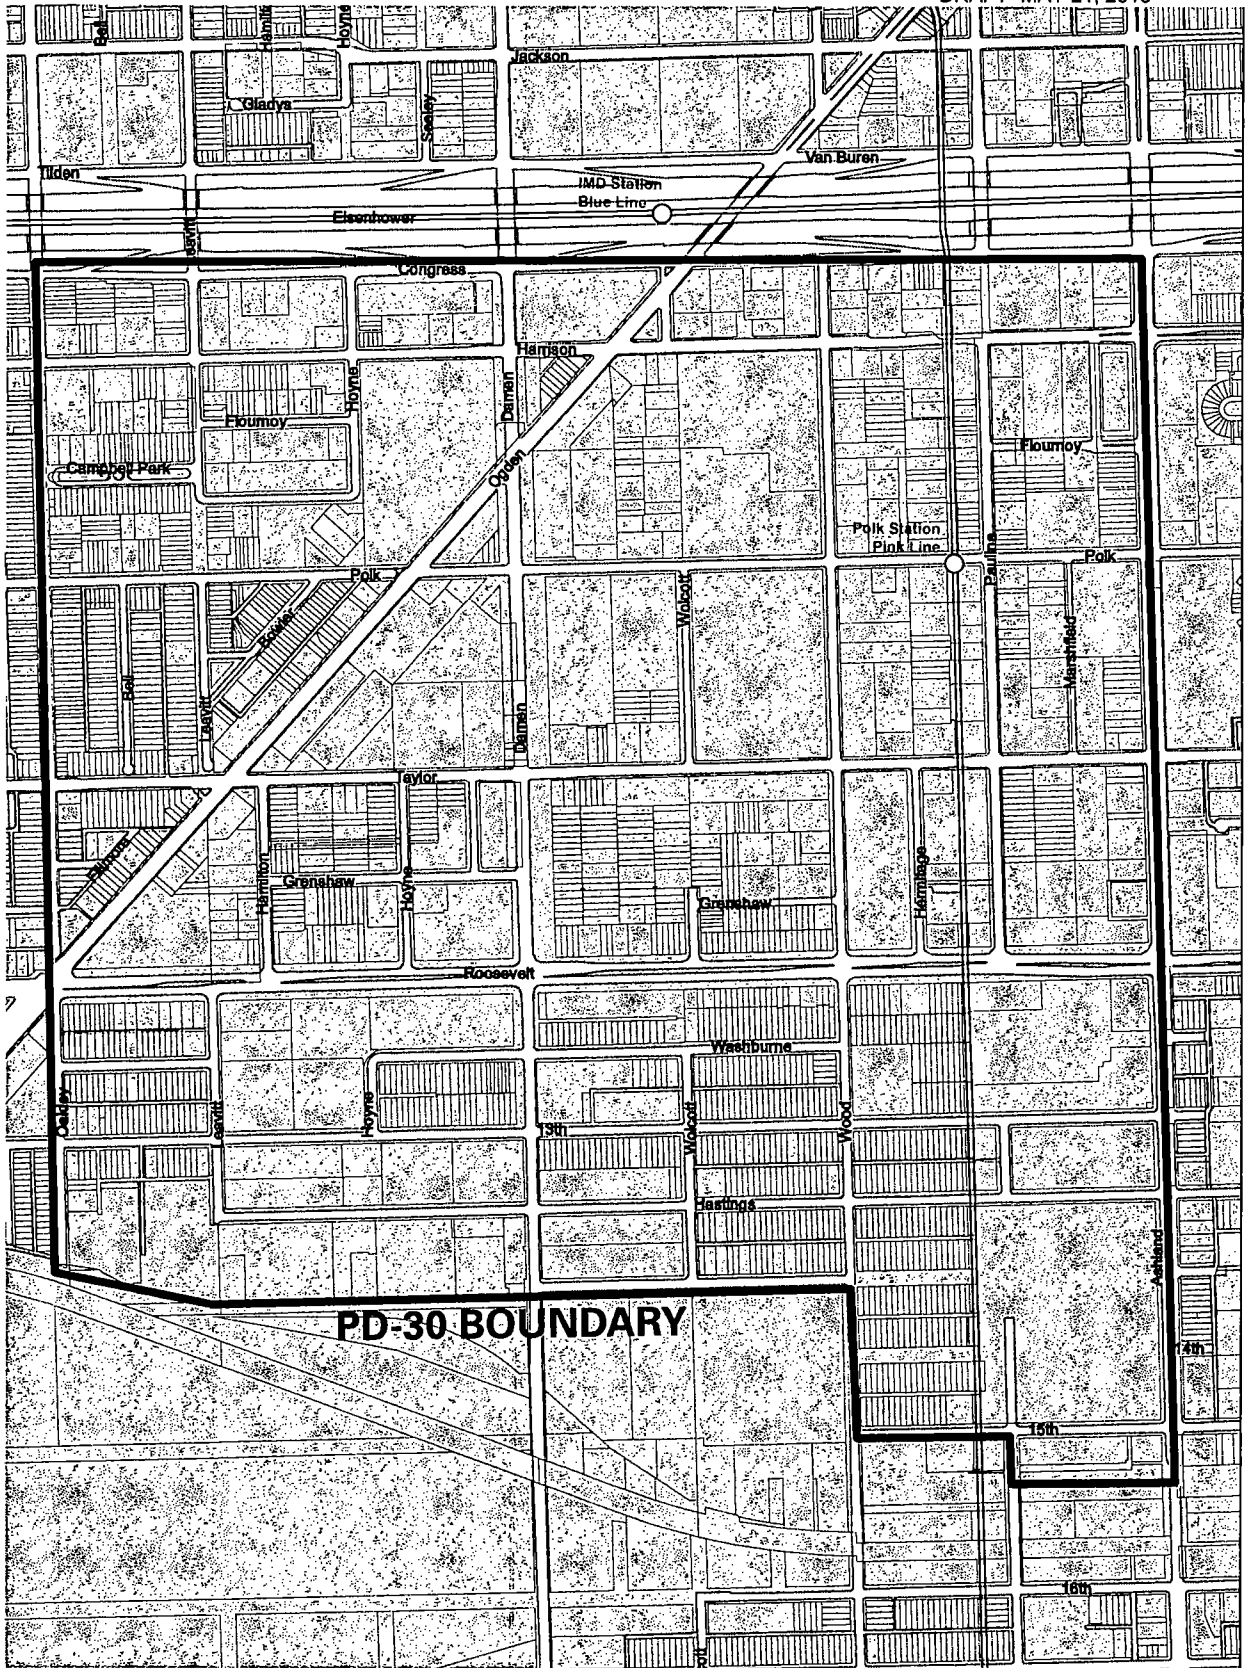 Bell
Hoyne
Jackson
Gladys
Seeley
Van Buren
Tilden
IMD Station
Blue Line
Eisenhower
Congress
Harrison
Hoyne
Damen
Flournoy
Flournoy
Campbell Park
Ogden
Polk Station
Pink Line
Paulina
Polk
Polk
Wolcott
Bowler
Marshfield
Bell
Leavitt
Damen
Taylor
Fillmore
Hamilton
Grenshaw
Hoyne
Hermitage
Grenshaw
Roosevelt
Washburne
Oakley
Leavitt
Hoyne
13th
Wolcott
Wood
Hastings
Ashland
PD-30 BOUNDARY
14th
15th
16th